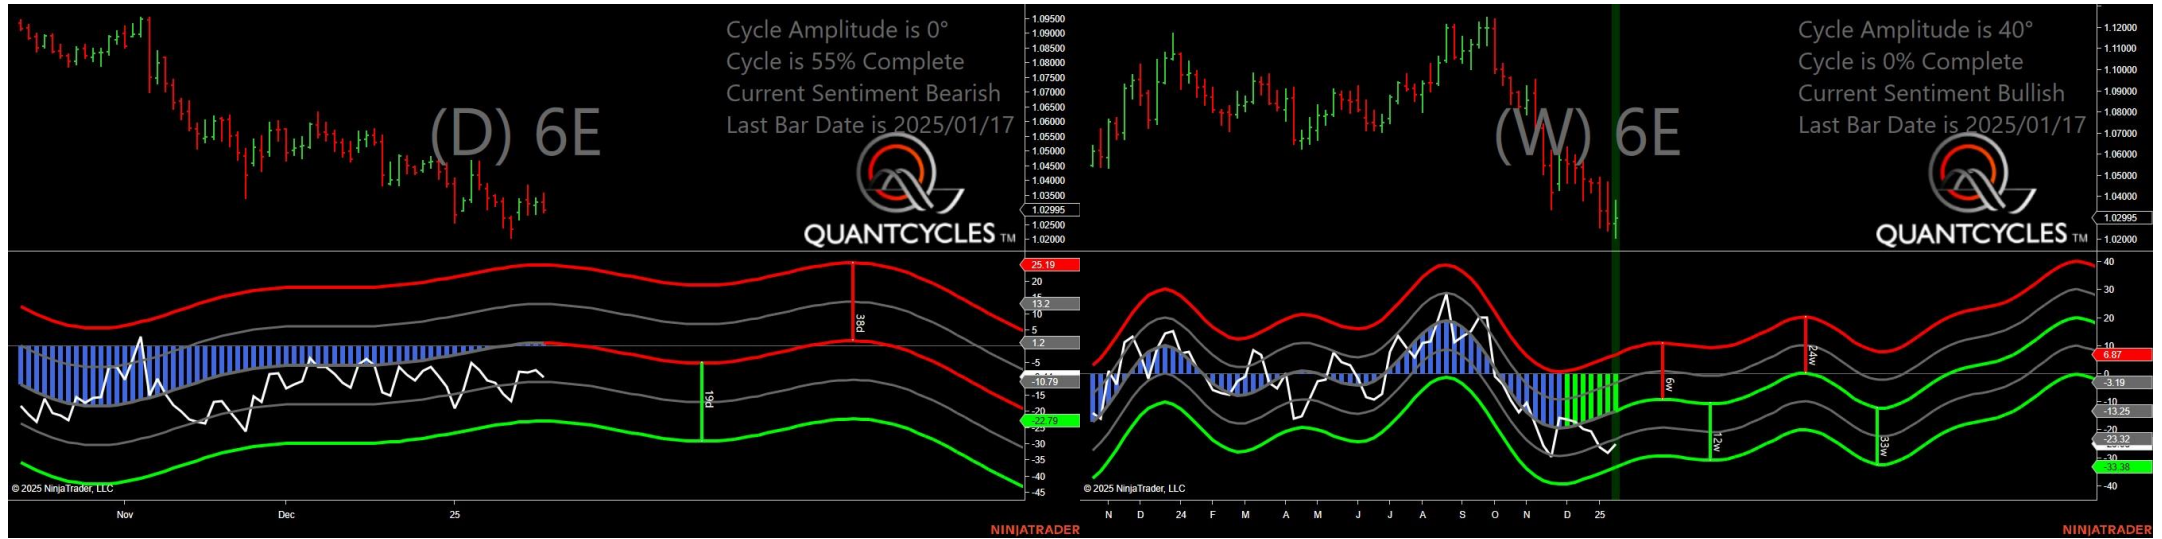 Cycle Amplitude is 0°
Cycle is 55% Complete
Current Sentiment Bearish
Last Bar Date is 2025/01/17
(D) 6E
QUANTCYCLES TM
1.09500
1.09000
1.08500
1.08000
1.07500
1.07000
1.06500
1.06000
1.05500
1.05000
1.04500
1.04000
1.03500
1.02995
1.02500
1.02000
25.19
20
15
13.2
10
5
1.2
-5
-10.79
-15
-20
-22.79
-25
-30
-35
-40
-45
38d
19d
© 2025 NinjaTrader, LLC
Nov Dec 25
NINJATRADER
Cycle Amplitude is 40°
Cycle is 0% Complete
Current Sentiment Bullish
Last Bar Date is 2025/01/17
(W) 6E
QUANTCYCLES TM
1.12000
1.11000
1.10000
1.09000
1.08000
1.07000
1.06000
1.05000
1.04000
1.02995
1.02000
40
30
20
10
6.87
0
-3.19
-10
-13.25
-20
-23.32
-30
-33.38
-40
6w
24w
12w
33w
© 2025 NinjaTrader, LLC
N D 24 F M A M J J A S O N D 25
NINJATRADER